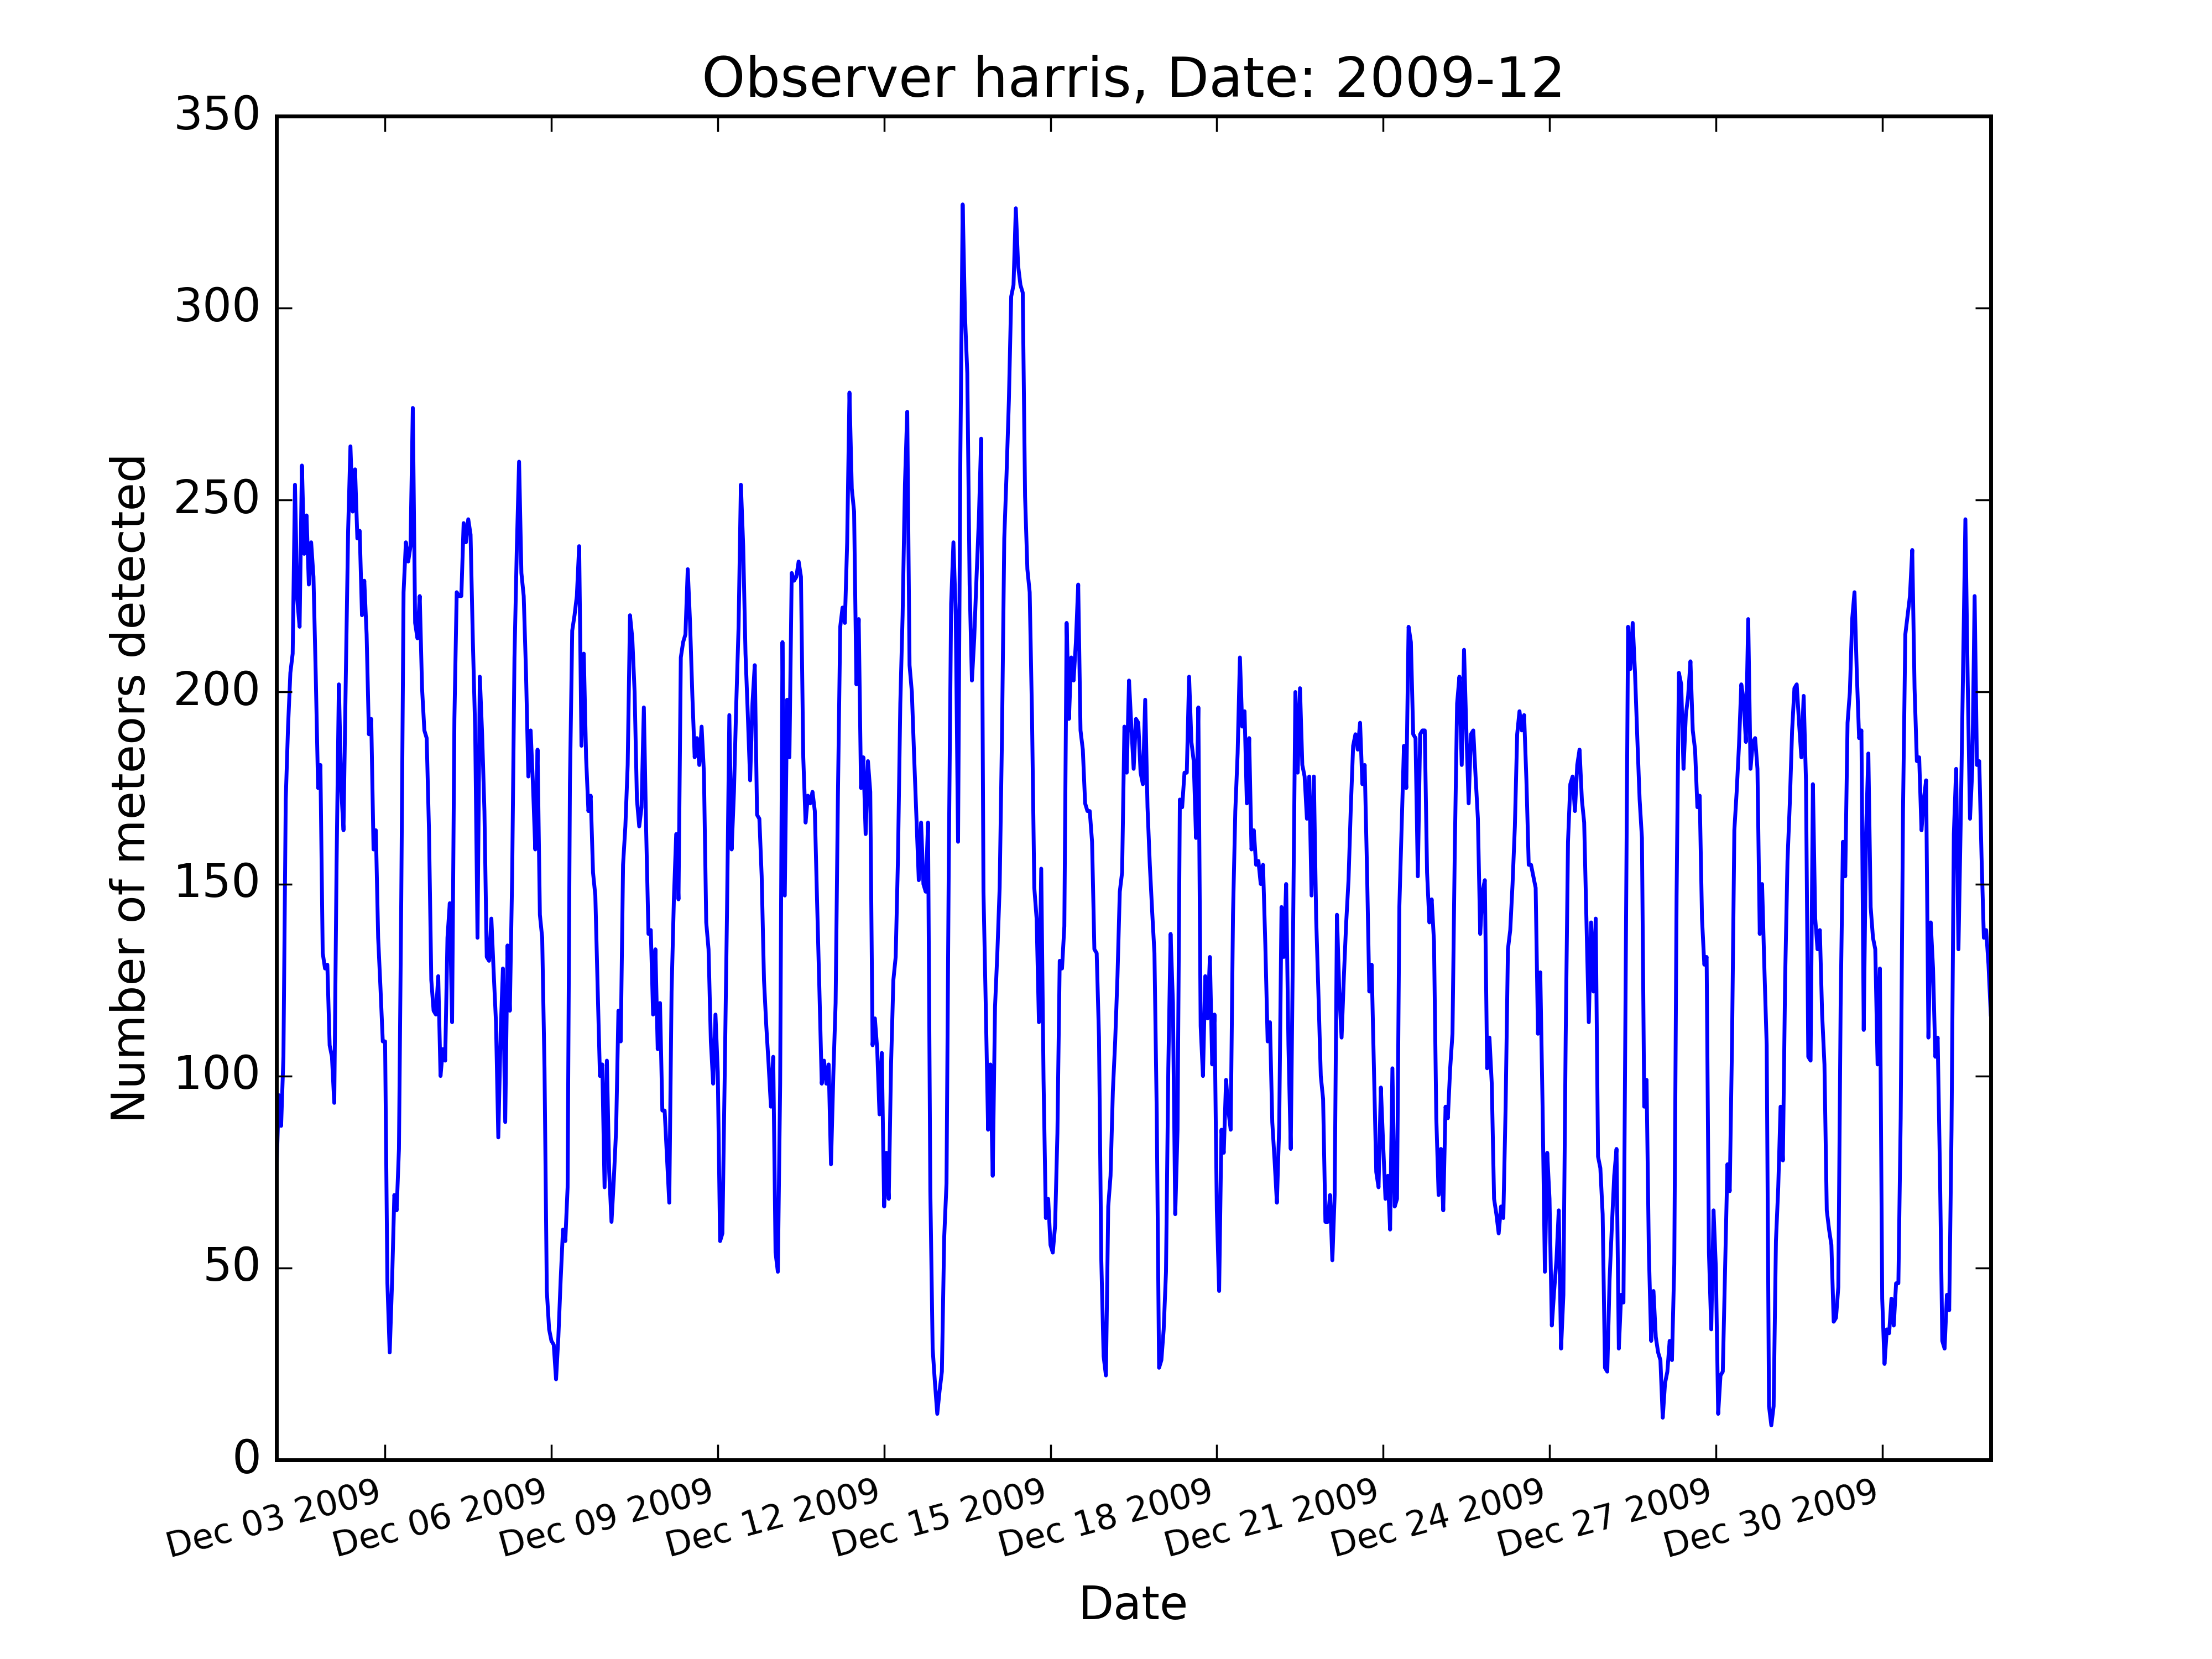 Observer harris, Date: 2009-12
350
300
250
200
150
100
50
0
Number of meteors detected
Dec 03 2009
Dec 06 2009
Dec 09 2009
Dec 12 2009
Dec 15 2009
Dec 18 2009
Dec 21 2009
Dec 24 2009
Dec 27 2009
Dec 30 2009
Date